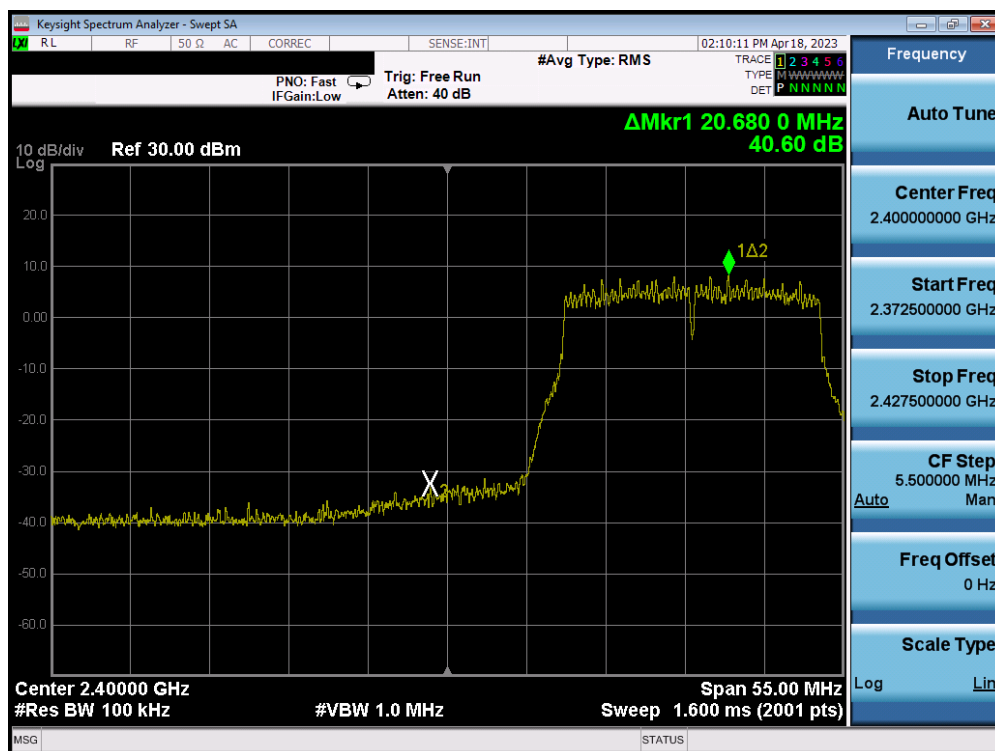 Keysight Spectrum Analyzer - Swept SA
LXI RL RF 50 Ω AC CORREC SENSE:INT 02:10:11 PM Apr 18, 2023
#Avg Type: RMS TRACE 1 2 3 4 5 6
PNO: Fast Trig: Free Run TYPE M WWWWW
IFGain:Low Atten: 40 dB DET P N N N N N
ΔMkr1 20.680 0 MHz
40.60 dB
10 dB/div Ref 30.00 dBm
Log
20.0
1Δ2
10.0
0.00
-10.0
-20.0
-30.0
-40.0
-50.0
-60.0
Center 2.40000 GHz Span 55.00 MHz
#Res BW 100 kHz #VBW 1.0 MHz Sweep 1.600 ms (2001 pts)
MSG STATUS
Frequency
Auto Tune
Center Freq
2.400000000 GHz
Start Freq
2.372500000 GHz
Stop Freq
2.427500000 GHz
CF Step
5.500000 MHz
Auto Man
Freq Offset
0 Hz
Scale Type
Log Lin